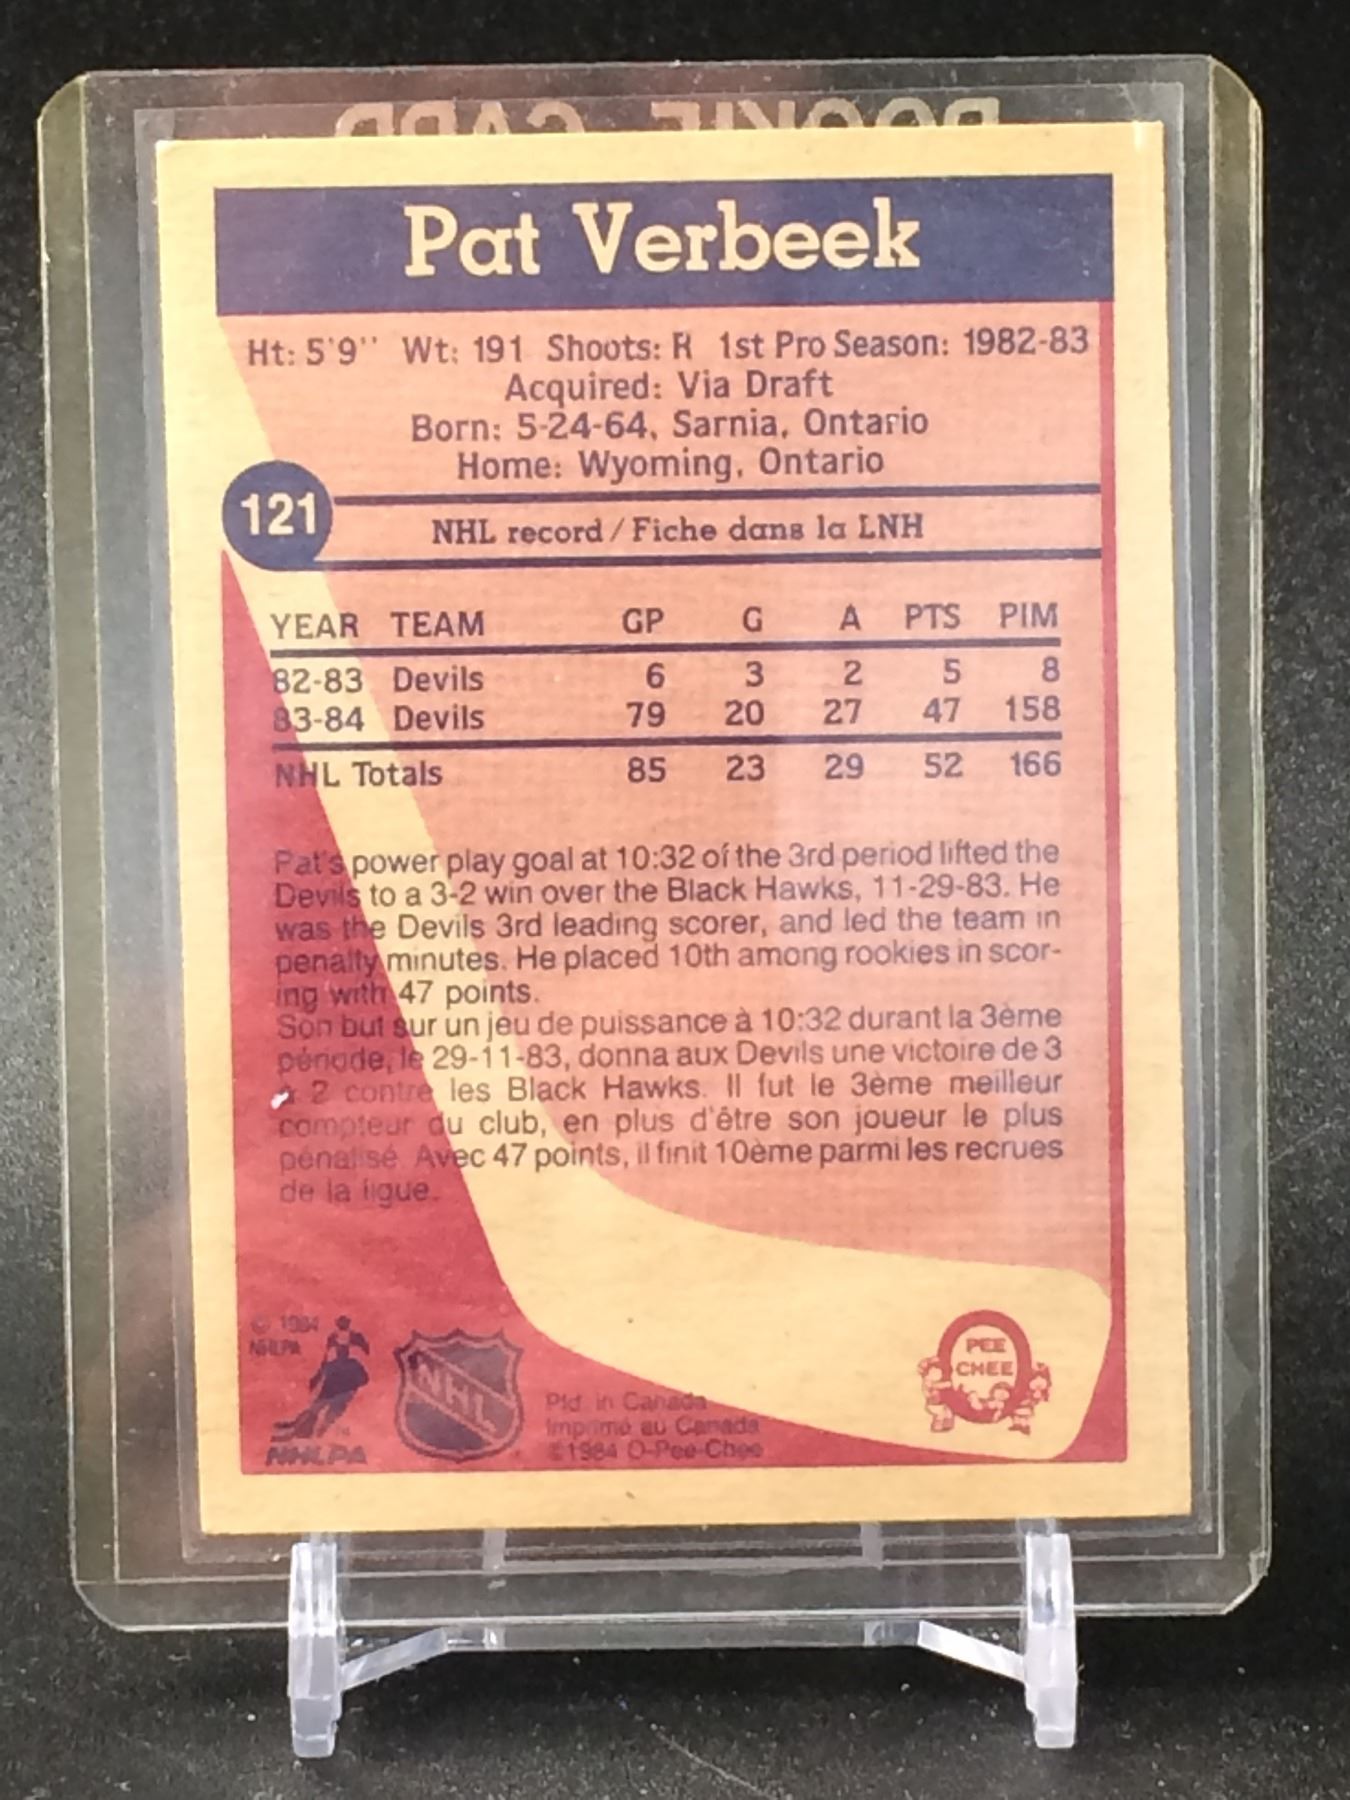 ROOKIE CARD
Pat Verbeek
Ht: 5'9'' Wt: 191 Shoots: R 1st Pro Season: 1982-83
Acquired: Via Draft
Born: 5-24-64, Sarnia, Ontario
Home: Wyoming, Ontario
121
NHL record / Fiche dans la LNH
YEAR TEAM GP G A PTS PIM
82-83 Devils 6 3 2 5 8
83-84 Devils 79 20 27 47 158
NHL Totals 85 23 29 52 166
Pat's power play goal at 10:32 of the 3rd period lifted the
Devils to a 3-2 win over the Black Hawks, 11-29-83. He
was the Devils 3rd leading scorer, and led the team in
penalty minutes. He placed 10th among rookies in scor-
ing with 47 points.
Son but sur un jeu de puissance à 10:32 durant la 3ème
période, le 29-11-83, donna aux Devils une victoire de 3
à 2 contre les Black Hawks. Il fut le 3ème meilleur
compteur du club, en plus d'être son joueur le plus
pénalisé. Avec 47 points, il finit 10ème parmi les recrues
de la ligue.
© 1984
NHLPA
NHLPA
NHL
Ptd. in Canada
Imprimé au Canada
©1984 O-Pee-Chee
PEE
CHEE